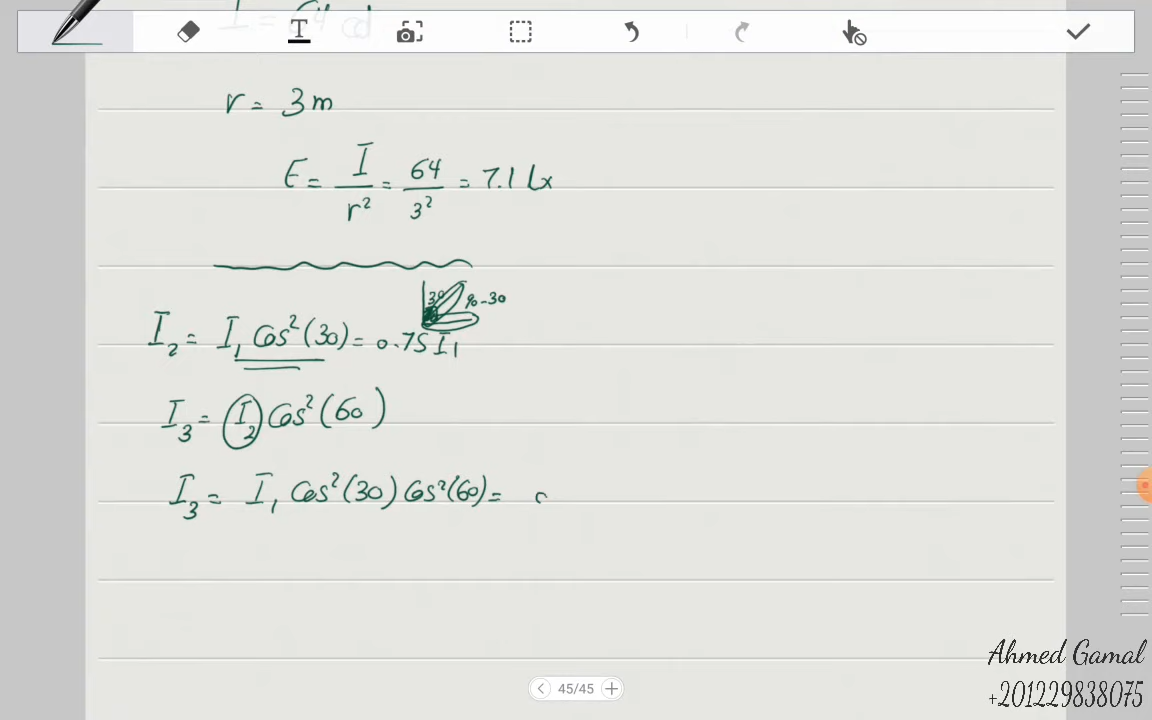 r = 3 m
E = I / r² = 64 / 3² = 7.1 Lx
30 90-30
I₂ = I₁ Cos²(30) = 0.75 I₁
I₃ = I₂ Cos²(60)
I₃ = I₁ Cos²(30) Cos²(60) =
45/45
Ahmed Gamal
+201229838075